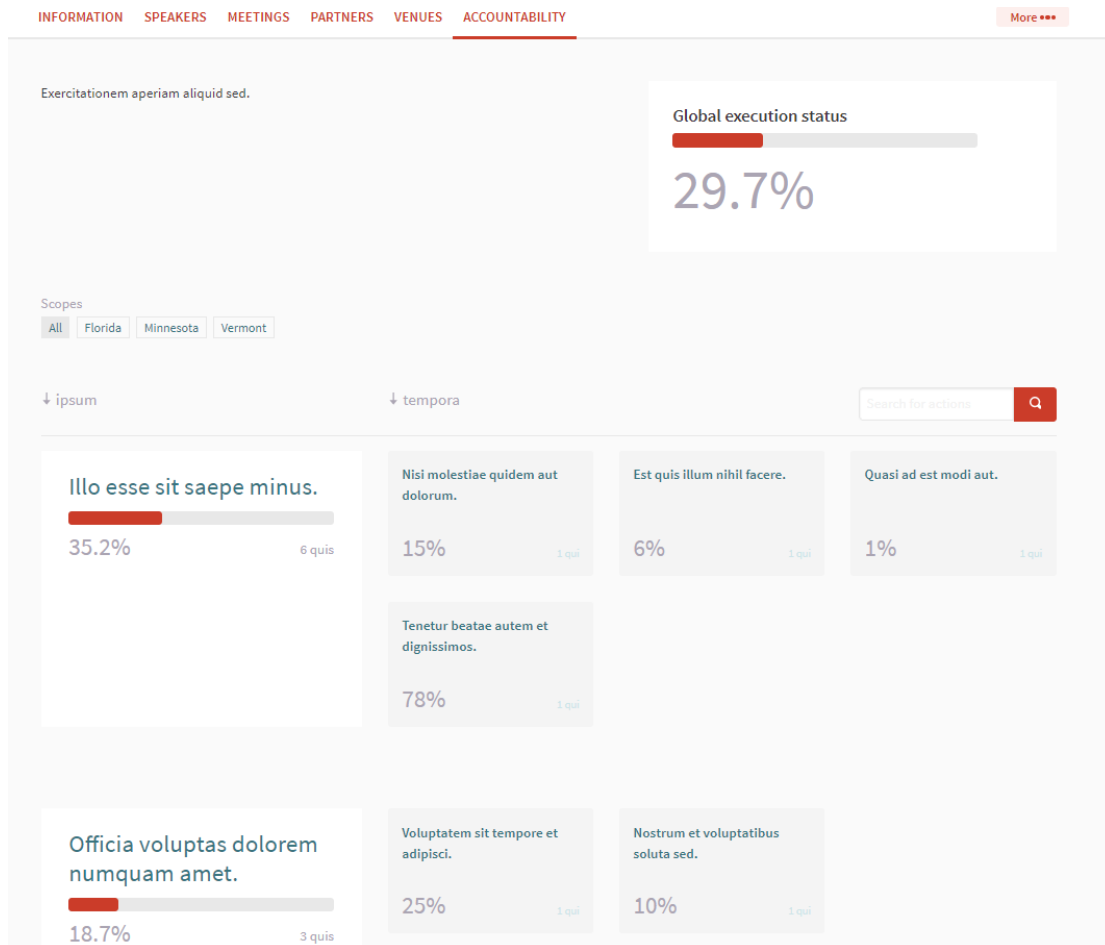 INFORMATION SPEAKERS MEETINGS PARTNERS VENUES ACCOUNTABILITY More
Exercitationem aperiam aliquid sed.
Global execution status
29.7%
Scopes
All Florida Minnesota Vermont
ipsum tempora Search for actions
Illo esse sit saepe minus.
35.2% 6 quis
Nisi molestiae quidem aut
dolorum.
15% 1 qui
Est quis illum nihil facere.
6% 1 qui
Quasi ad est modi aut.
1% 1 qui
Tenetur beatae autem et
dignissimos.
78% 1 qui
Officia voluptas dolorem
numquam amet.
18.7% 3 quis
Voluptatem sit tempore et
adipisci.
25% 1 qui
Nostrum et voluptatibus
soluta sed.
10% 1 qui